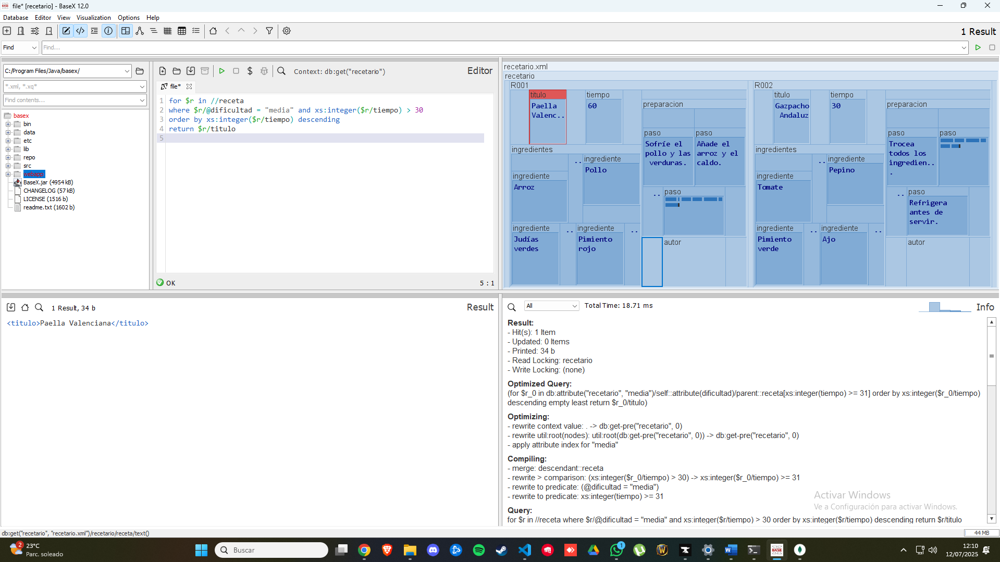 file* [recetario] - BaseX 12.0
Database Editor View Visualization Options Help
1 Result
Find
Find...
C:/Program Files/Java/basex/
*.xml, *.xq*
Find contents...
basex
bin
data
etc
lib
repo
src
webapp
BaseX.jar (4954 kB)
CHANGELOG (57 kB)
LICENSE (1516 b)
readme.txt (1602 b)
Context: db:get("recetario")
Editor
file*
1 for $r in //receta
2 where $r/@dificultad = "media" and xs:integer($r/tiempo) > 30
3 order by xs:integer($r/tiempo) descending
4 return $r/titulo
5
OK
5 : 1
recetario.xml
recetario
R001
titulo
Paella
Valenc..
tiempo
60
preparacion
paso
Sofríe el
pollo y las
verduras.
paso
Añade el
arroz y el
caldo.
ingredientes
..
ingrediente
Pollo
ingrediente
Arroz
..
paso
ingrediente
Judías
verdes
..
ingrediente
Pimiento
rojo
..
autor
R002
titulo
Gazpacho
Andaluz
tiempo
30
preparacion
paso
Trocea
todos los
ingredien..
.
paso
ingredientes
..
ingrediente
Pepino
ingrediente
Tomate
..
paso
Refrigera
antes de
servir.
ingrediente
Pimiento
verde
..
ingrediente
Ajo
..
autor
1 Result, 34 b
Result
<titulo>Paella Valenciana</titulo>
All
Total Time: 18.71 ms
Info
Result:
- Hit(s): 1 Item
- Updated: 0 Items
- Printed: 34 b
- Read Locking: recetario
- Write Locking: (none)
Optimized Query:
(for $r_0 in db:attribute("recetario", "media")/self::attribute(dificultad)/parent::receta[xs:integer(tiempo) >= 31] order by xs:integer($r_0/tiempo)
descending empty least return $r_0/titulo)
Optimizing:
- rewrite context value: . -> db:get-pre("recetario", 0)
- rewrite util:root(nodes): util:root(db:get-pre("recetario", 0)) -> db:get-pre("recetario", 0)
- apply attribute index for "media"
Compiling:
- merge: descendant::receta
- rewrite > comparison: (xs:integer($r_0/tiempo) > 30) -> xs:integer($r_0/tiempo) >= 31
- rewrite to predicate: (@dificultad = "media")
- rewrite to predicate: xs:integer(tiempo) >= 31
Query:
for $r in //receta where $r/@dificultad = "media" and xs:integer($r/tiempo) > 30 order by xs:integer($r/tiempo) descending return $r/titulo
Activar Windows
Ve a Configuración para activar Windows.
db:get("recetario", "recetario.xml")/recetario/receta/text()
44 MB
2
23°C
Parc. soleado
Buscar
1
BASE
12:10
12/07/2025